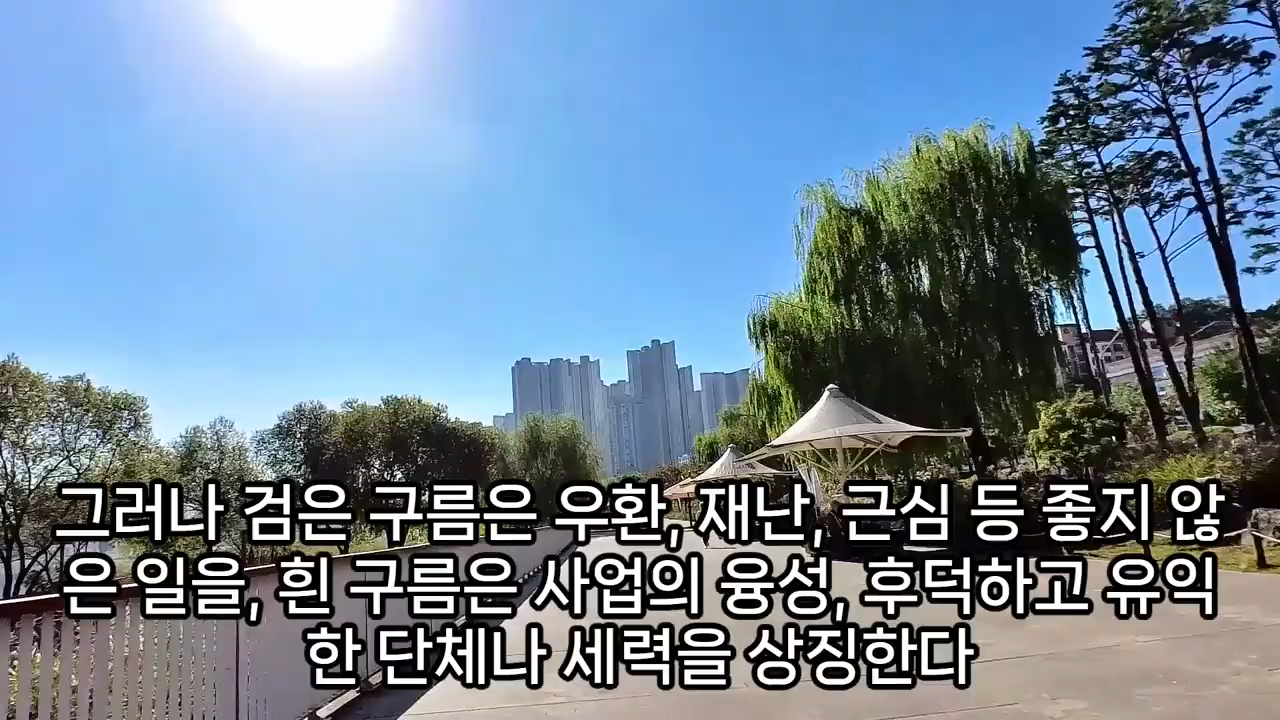 그러나 검은 구름은 우환, 재난, 근심 등 좋지 않
은 일을, 흰 구름은 사업의 융성, 후덕하고 유익
한 단체나 세력을 상징한다